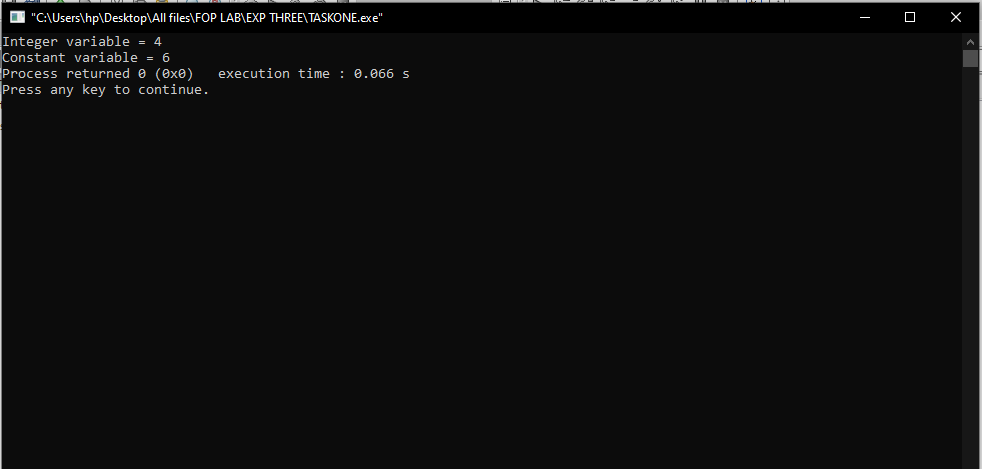 "C:\Users\hp\Desktop\All files\FOP LAB\EXP THREE\TASKONE.exe"
Integer variable = 4
Constant variable = 6
Process returned 0 (0x0)   execution time : 0.066 s
Press any key to continue.